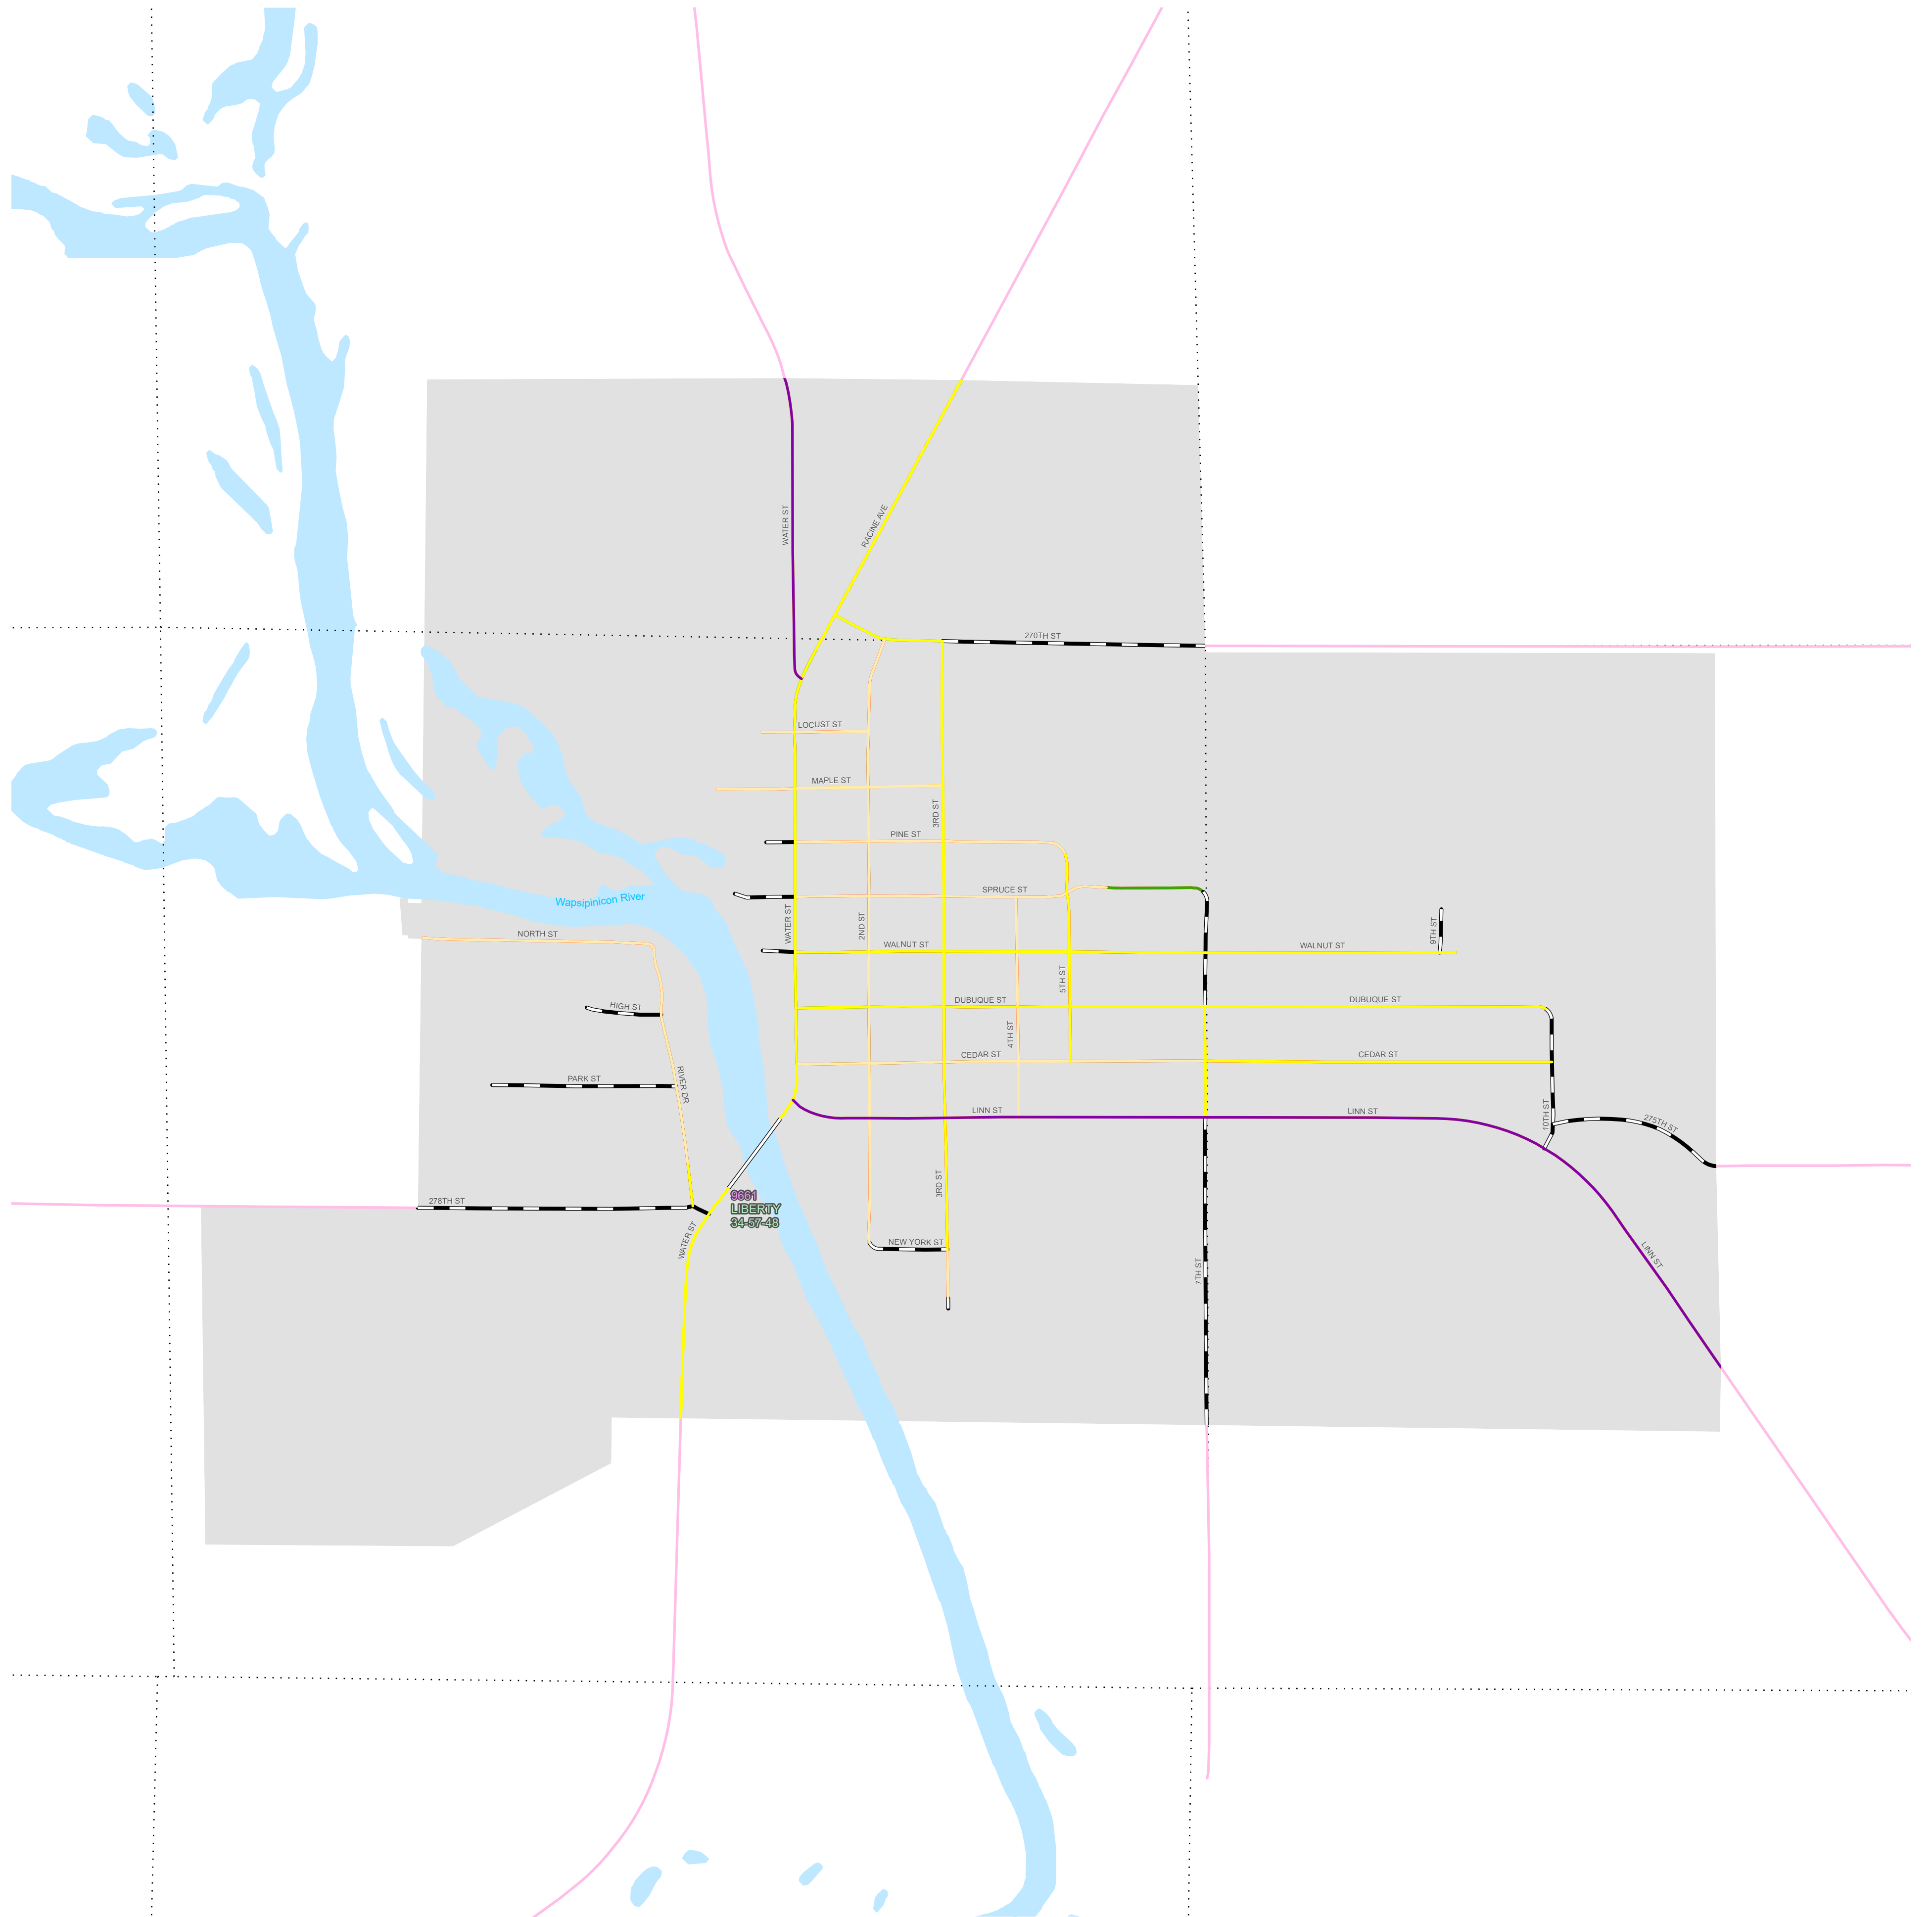 WATER ST
RACINE AVE
270TH ST
LOCUST ST
MAPLE ST
3RD ST
PINE ST
SPRUCE ST
Wapsipinicon River
NORTH ST
WATER ST
2ND ST
WALNUT ST
WALNUT ST
9TH ST
5TH ST
HIGH ST
DUBUQUE ST
DUBUQUE ST
4TH ST
CEDAR ST
CEDAR ST
PARK ST
RIVER DR
LINN ST
LINN ST
10TH ST
275TH ST
3RD ST
278TH ST
9661
LIBERTY
34-57-48
WATER ST
NEW YORK ST
7TH ST
LINN ST